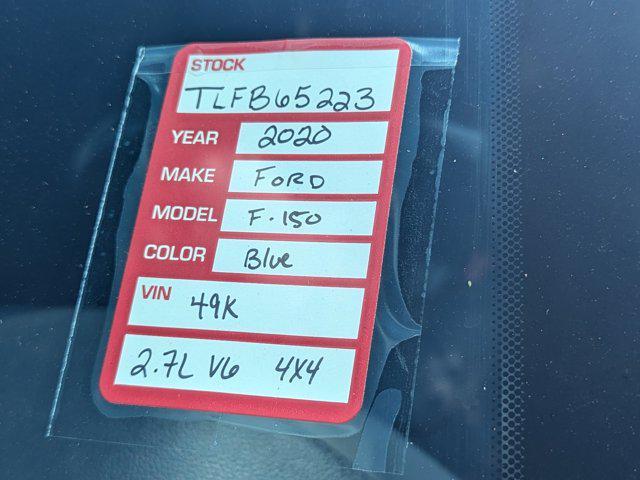 STOCK
TLFB65223
YEAR 2020
MAKE FORD
MODEL F-150
COLOR Blue
VIN 49K
2.7L V6 4X4